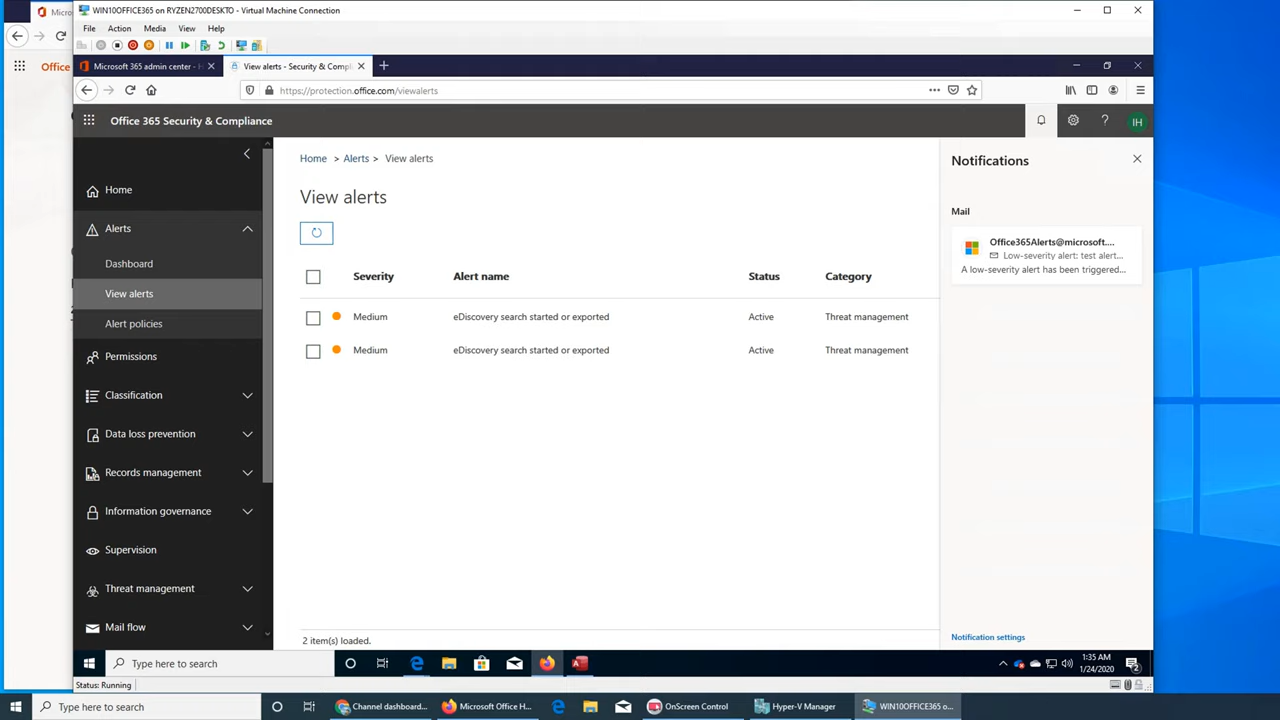 Micro
Office
WIN10OFFICE365 on RYZEN2700DESKTO - Virtual Machine Connection
File Action Media View Help
Microsoft 365 admin center - H
View alerts - Security & Compli
https://protection.office.com/viewalerts
Office 365 Security & Compliance
IH
Home
Alerts
Dashboard
View alerts
Alert policies
Permissions
Classification
Data loss prevention
Records management
Information governance
Supervision
Threat management
Mail flow
Home > Alerts > View alerts
View alerts
Severity Alert name Status Category
Medium eDiscovery search started or exported Active Threat management
Medium eDiscovery search started or exported Active Threat management
2 item(s) loaded.
Notifications
Mail
Office365Alerts@microsoft....
Low-severity alert: test alert...
A low-severity alert has been triggered...
Notification settings
Type here to search
1:35 AM
1/24/2020
2
Status: Running
Type here to search
Channel dashboard...
Microsoft Office H...
OnScreen Control
Hyper-V Manager
WIN10OFFICE365 o...